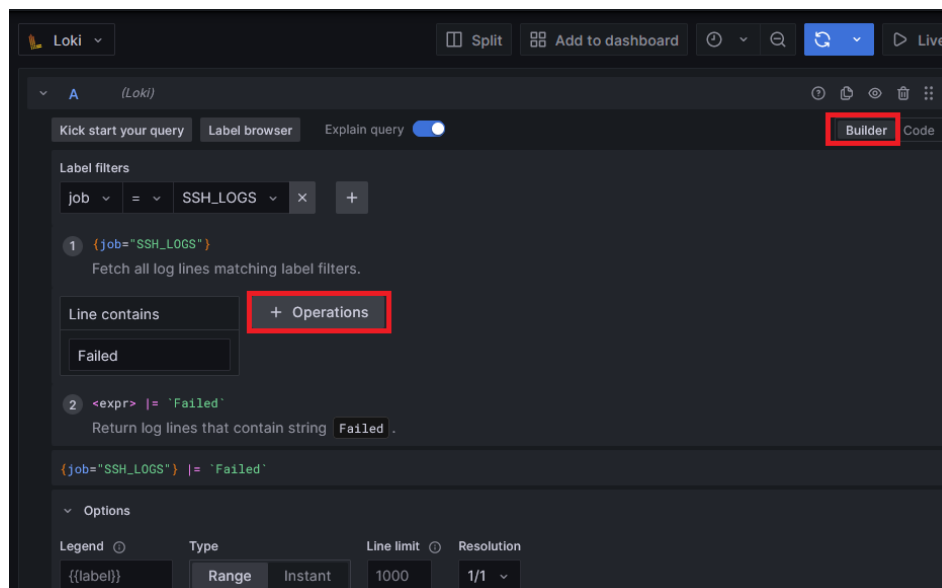 Loki Split Add to dashboard Live
A (Loki)
Kick start your query Label browser Explain query Builder Code
Label filters
job = SSH_LOGS × +
1 {job="SSH_LOGS"}
Fetch all log lines matching label filters.
Line contains + Operations
Failed
2 <expr> |= `Failed`
Return log lines that contain string Failed .
{job="SSH_LOGS"} |= `Failed`
Options
Legend Type Line limit Resolution
{{label}} Range Instant 1000 1/1